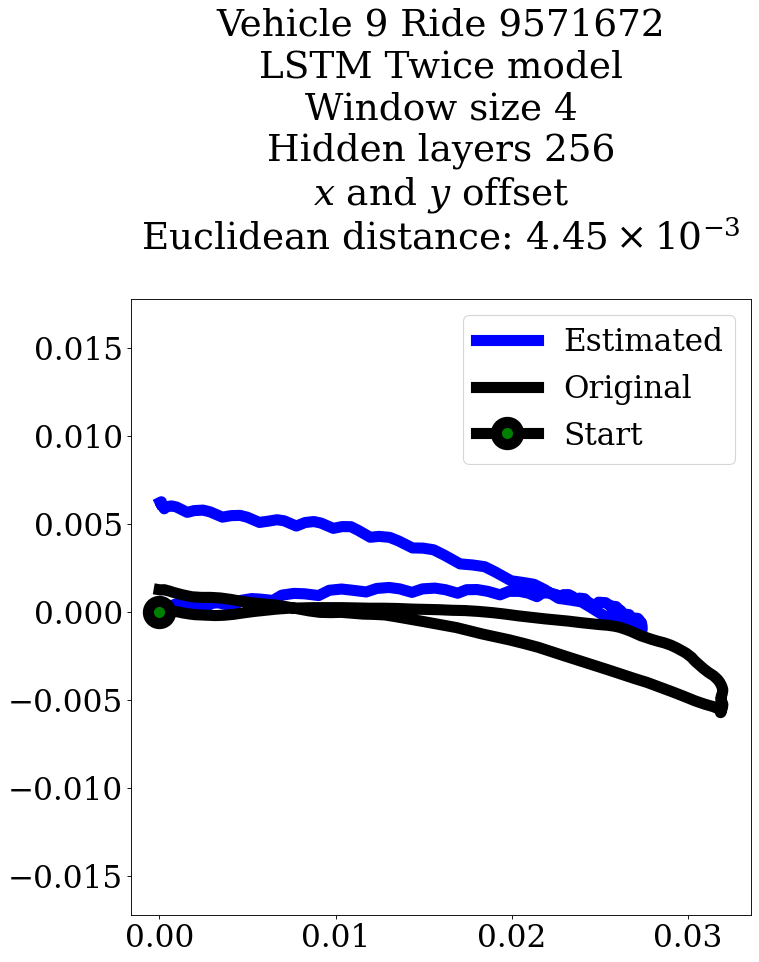 Vehicle 9 Ride 9571672
LSTM Twice model
Window size 4
Hidden layers 256
x and y offset
Euclidean distance: 4.45 × 10⁻³
Estimated
Original
Start
0.015
0.010
0.005
0.000
−0.005
−0.010
−0.015
0.00 0.01 0.02 0.03